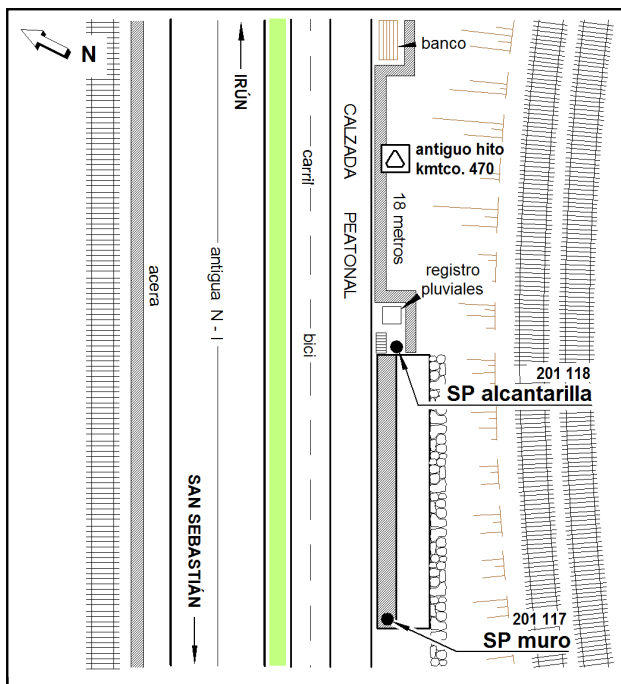 N
IRÚN
banco
antiguo hito
kmtco. 470
CALZADA PEATONAL
carril
bici
18 metros
acera
antigua N - I
registro
pluviales
201 118
SP alcantarilla
SAN SEBASTIÁN
201 117
SP muro